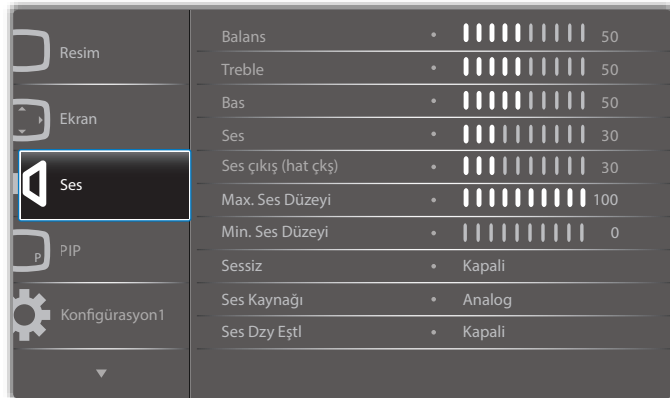 Resim
Ekran
Ses
P
PIP
Konfigürasyon1
Balans • 50
Treble • 50
Bas • 50
Ses • 30
Ses çıkış (hat çkş) • 30
Max. Ses Düzeyi • 100
Min. Ses Düzeyi • 0
Sessiz • Kapali
Ses Kaynağı • Analog
Ses Dzy Eştl • Kapali